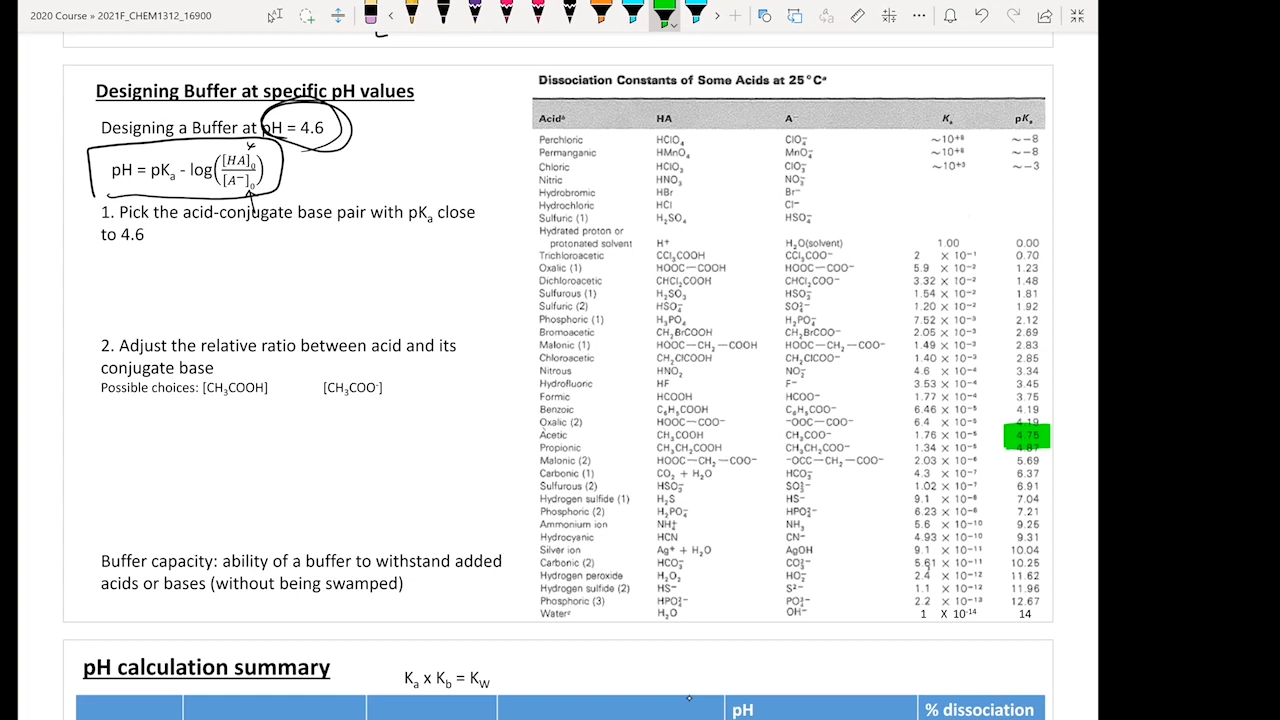 2020 Course » 2021F_CHEM1312_16900
Designing Buffer at specific pH values
Designing a Buffer at pH = 4.6
pH = pKₐ - log([HA]₀/[A⁻]₀)
1. Pick the acid-conjugate base pair with pKₐ close
to 4.6
2. Adjust the relative ratio between acid and its
conjugate base
Possible choices: [CH₃COOH] [CH₃COO⁻]
Buffer capacity: ability of a buffer to withstand added
acids or bases (without being swamped)
Dissociation Constants of Some Acids at 25°Cᵃ
Acidᵇ HA A⁻ Kₐ pKₐ
Perchloric HClO₄ ClO₄⁻ ~10⁺⁸ ~−8
Permanganic HMnO₄ MnO₄⁻ ~10⁺⁸ ~−8
Chloric HClO₃ ClO₃⁻ ~10⁺³ ~−3
Nitric HNO₃ NO₃⁻
Hydrobromic HBr Br⁻
Hydrochloric HCl Cl⁻
Sulfuric (1) H₂SO₄ HSO₄⁻
Hydrated proton or
protonated solvent H⁺ H₂O(solvent) 1.00 0.00
Trichloroacetic CCl₃COOH CCl₃COO⁻ 2 × 10⁻¹ 0.70
Oxalic (1) HOOC—COOH HOOC—COO⁻ 5.9 × 10⁻² 1.23
Dichloroacetic CHCl₂COOH CHCl₂COO⁻ 3.32 × 10⁻² 1.48
Sulfurous (1) H₂SO₃ HSO₃⁻ 1.54 × 10⁻² 1.81
Sulfuric (2) HSO₄⁻ SO₄²⁻ 1.20 × 10⁻² 1.92
Phosphoric (1) H₃PO₄ H₂PO₄⁻ 7.52 × 10⁻³ 2.12
Bromoacetic CH₂BrCOOH CH₂BrCOO⁻ 2.05 × 10⁻³ 2.69
Malonic (1) HOOC—CH₂—COOH HOOC—CH₂—COO⁻ 1.49 × 10⁻³ 2.83
Chloroacetic CH₂ClCOOH CH₂ClCOO⁻ 1.40 × 10⁻³ 2.85
Nitrous HNO₂ NO₂⁻ 4.6 × 10⁻⁴ 3.34
Hydrofluoric HF F⁻ 3.53 × 10⁻⁴ 3.45
Formic HCOOH HCOO⁻ 1.77 × 10⁻⁴ 3.75
Benzoic C₆H₅COOH C₆H₅COO⁻ 6.46 × 10⁻⁵ 4.19
Oxalic (2) HOOC—COO⁻ ⁻OOC—COO⁻ 6.4 × 10⁻⁵ 4.19
Acetic CH₃COOH CH₃COO⁻ 1.76 × 10⁻⁵ 4.75
Propionic CH₃CH₂COOH CH₃CH₂COO⁻ 1.34 × 10⁻⁵ 4.87
Malonic (2) HOOC—CH₂—COO⁻ ⁻OCC—CH₂—COO⁻ 2.03 × 10⁻⁶ 5.69
Carbonic (1) CO₂ + H₂O HCO₃⁻ 4.3 × 10⁻⁷ 6.37
Sulfurous (2) HSO₃⁻ SO₃²⁻ 1.02 × 10⁻⁷ 6.91
Hydrogen sulfide (1) H₂S HS⁻ 9.1 × 10⁻⁸ 7.04
Phosphoric (2) H₂PO₄⁻ HPO₄²⁻ 6.23 × 10⁻⁸ 7.21
Ammonium ion NH₄⁺ NH₃ 5.6 × 10⁻¹⁰ 9.25
Hydrocyanic HCN CN⁻ 4.93 × 10⁻¹⁰ 9.31
Silver ion Ag⁺ + H₂O AgOH 9.1 × 10⁻¹¹ 10.04
Carbonic (2) HCO₃⁻ CO₃²⁻ 5.61 × 10⁻¹¹ 10.25
Hydrogen peroxide H₂O₂ HO₂⁻ 2.4 × 10⁻¹² 11.62
Hydrogen sulfide (2) HS⁻ S²⁻ 1.1 × 10⁻¹² 11.96
Phosphoric (3) HPO₄²⁻ PO₄³⁻ 2.2 × 10⁻¹³ 12.67
Waterᶜ H₂O OH⁻ 1 X 10⁻¹⁴ 14
pH calculation summary
Kₐ x K_b = K_W
pH % dissociation